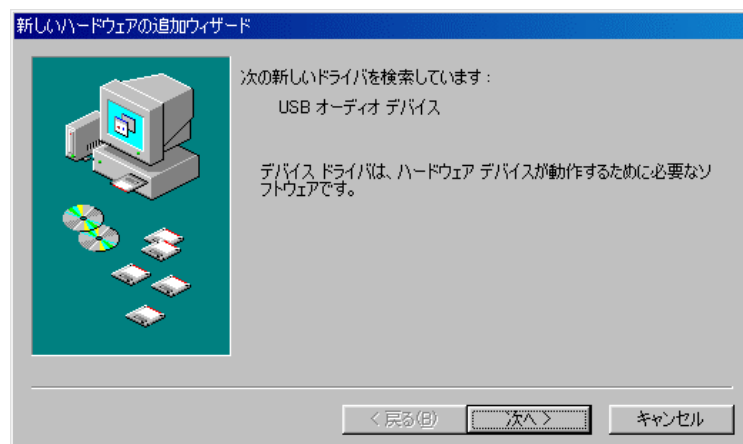 新しいハードウェアの追加ウィザード
次の新しいドライバを検索しています：
USB オーディオ デバイス
デバイス ドライバは、ハードウェア デバイスが動作するために必要なソ
フトウェアです。
< 戻る(B)
次へ >
キャンセル